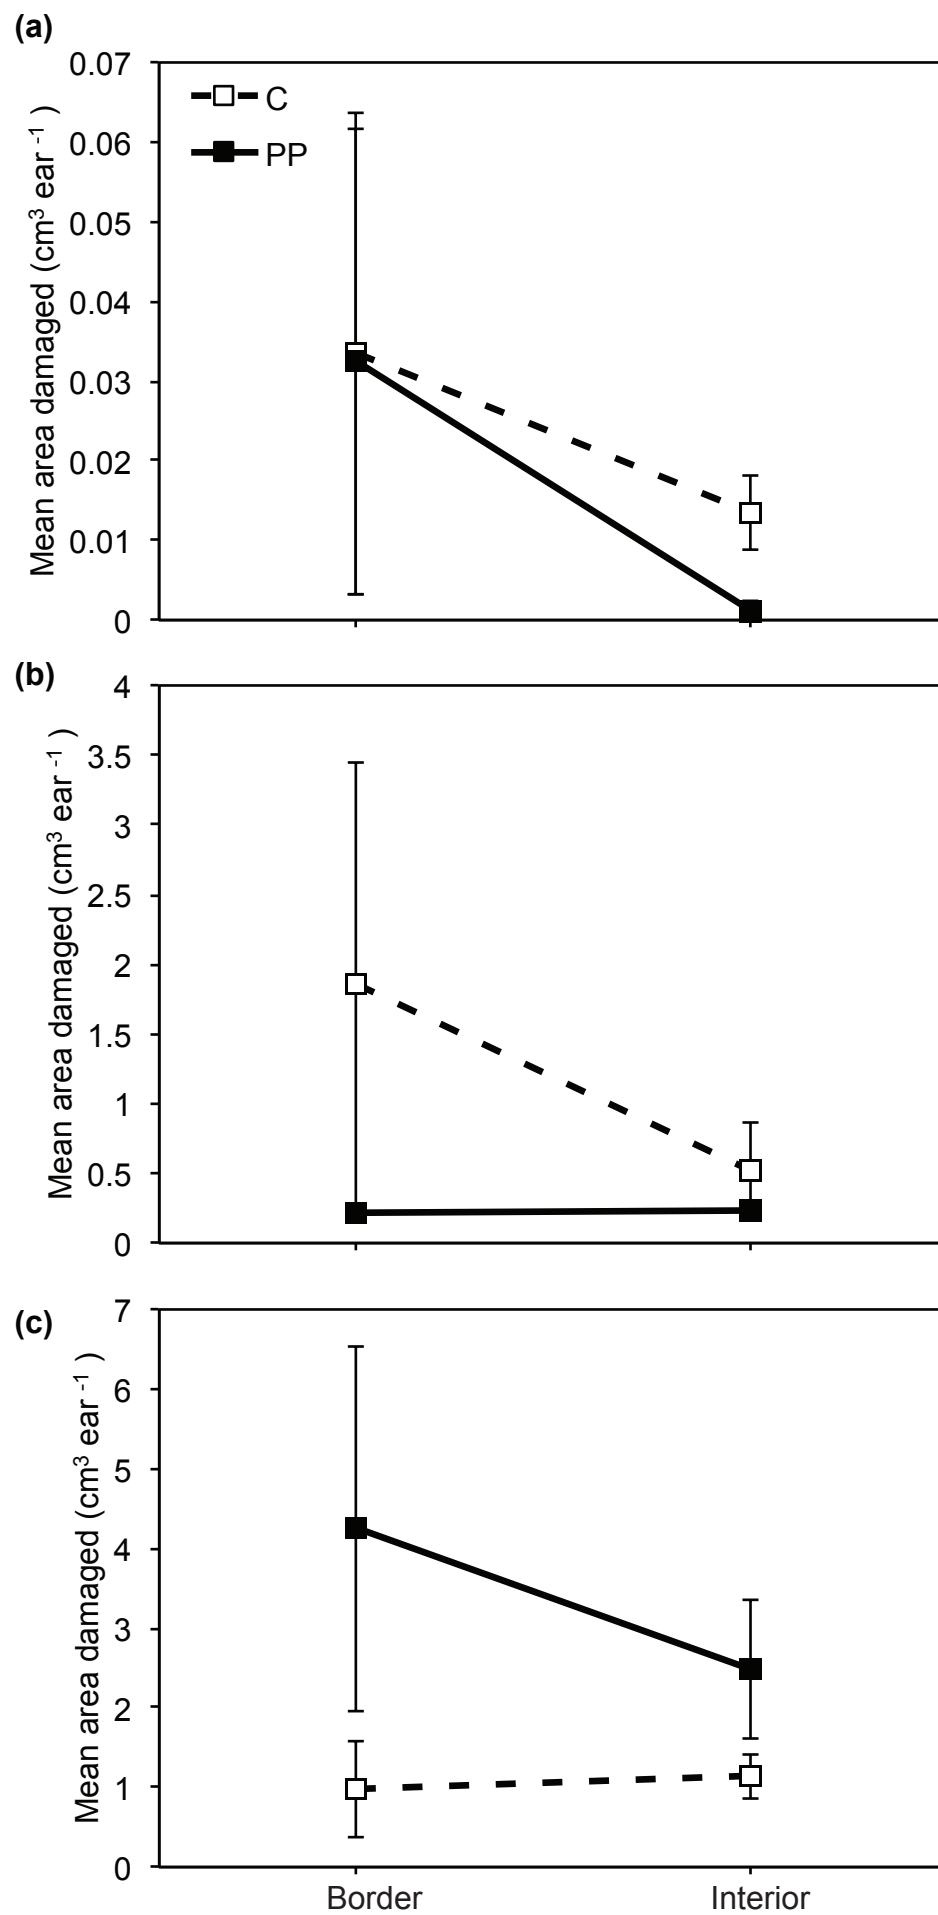 (a)
Mean area damaged (cm³ ear ⁻¹ )
0.07
0.06
0.05
0.04
0.03
0.02
0.01
0
C
PP
(b)
Mean area damaged (cm³ ear ⁻¹ )
4
3.5
3
2.5
2
1.5
1
0.5
0
(c)
Mean area damaged (cm³ ear ⁻¹ )
7
6
5
4
3
2
1
0
Border Interior